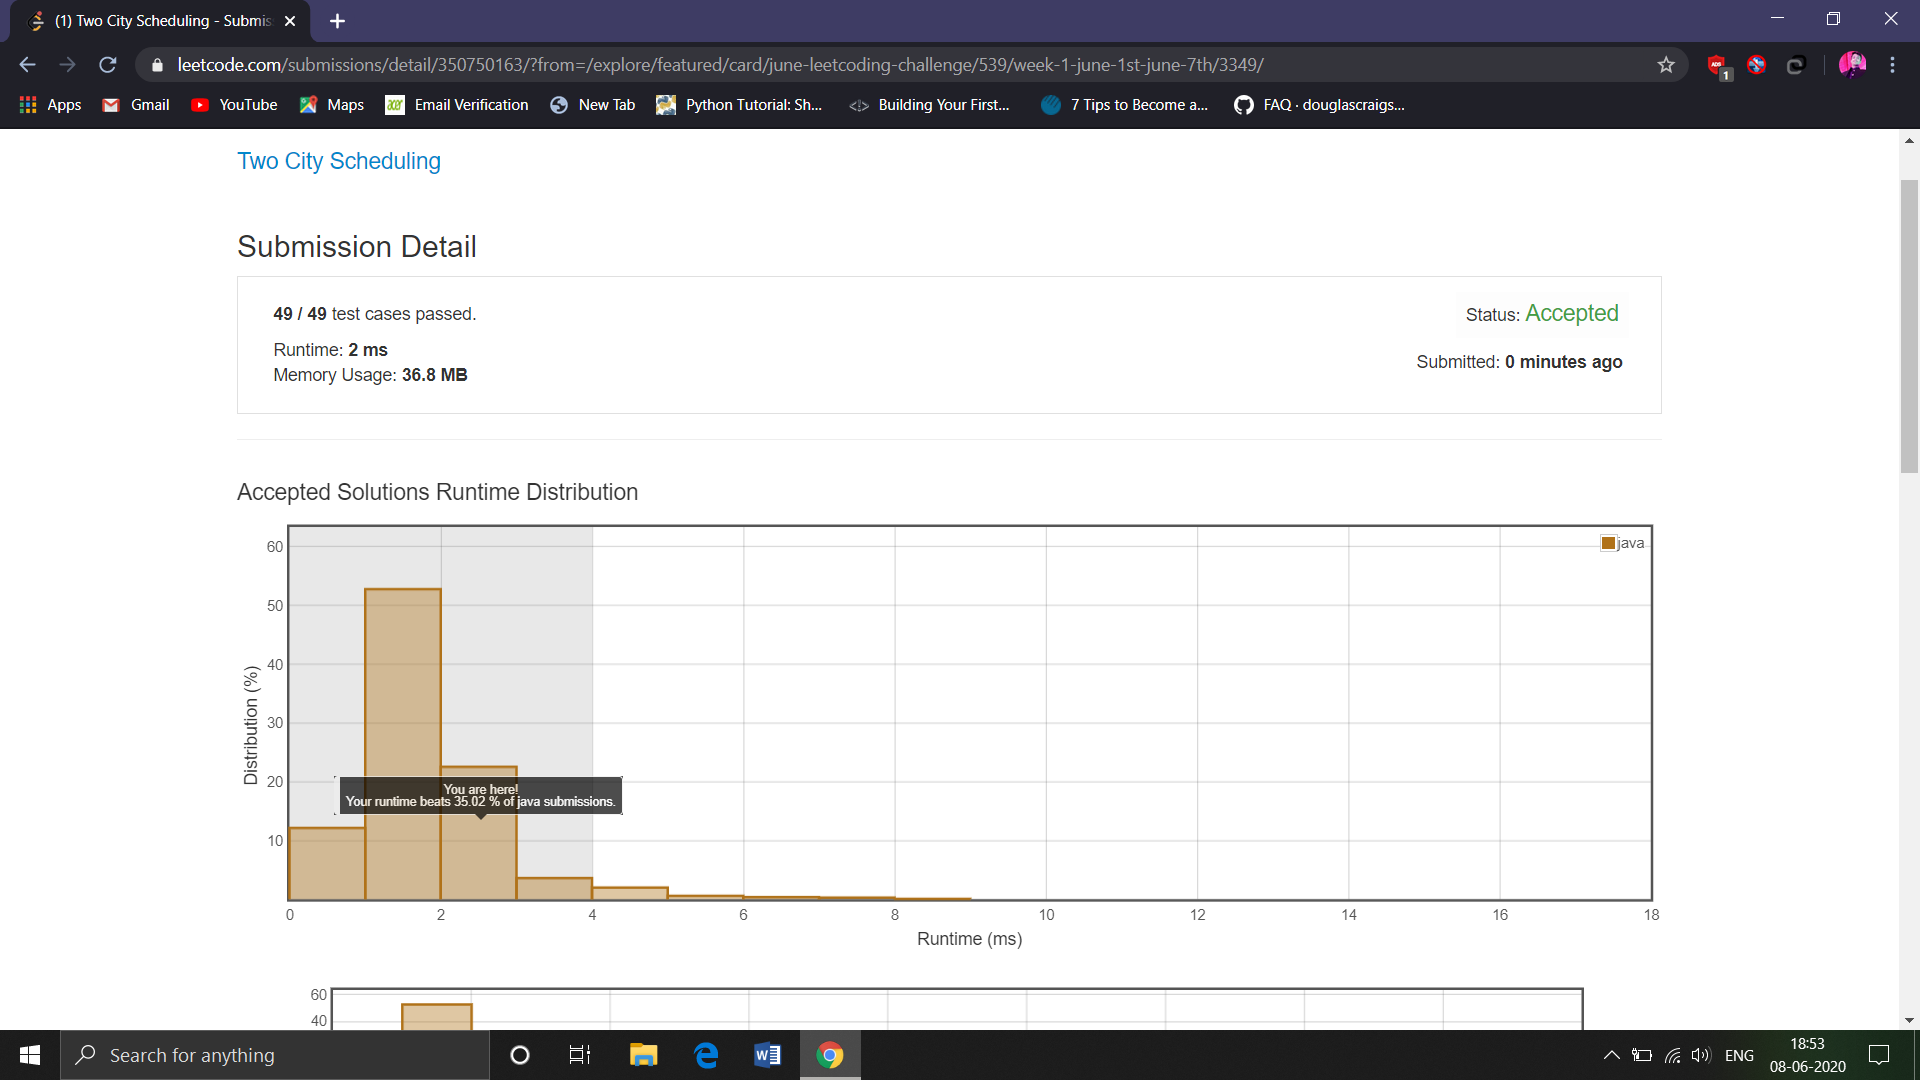 (1) Two City Scheduling - Submis
leetcode.com/submissions/detail/350750163/?from=/explore/featured/card/june-leetcoding-challenge/539/week-1-june-1st-june-7th/3349/
ABS
1
Apps Gmail YouTube Maps acer Email Verification New Tab Python Tutorial: Sh... Building Your First... 7 Tips to Become a... FAQ · douglascraigs...
Two City Scheduling
Submission Detail
49 / 49 test cases passed.
Status: Accepted
Runtime: 2 ms
Submitted: 0 minutes ago
Memory Usage: 36.8 MB
Accepted Solutions Runtime Distribution
java
60
50
40
30
20
10
Distribution (%)
You are here!
Your runtime beats 35.02 % of java submissions.
0 2 4 6 8 10 12 14 16 18
Runtime (ms)
60
40
Search for anything
ENG
18:53
08-06-2020